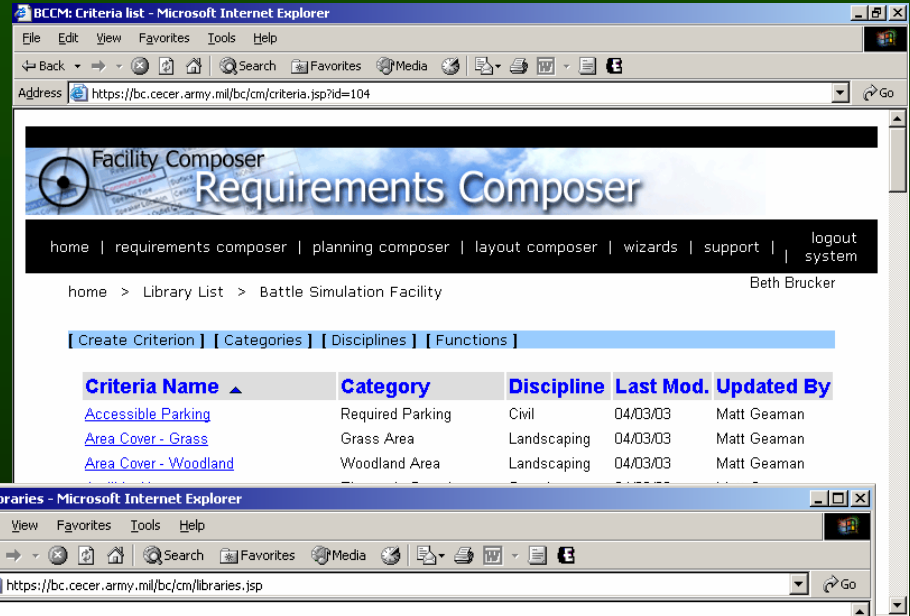 BCCM: Criteria list - Microsoft Internet Explorer
File Edit View Favorites Tools Help
Back Search Favorites Media
Address https://bc.cecer.army.mil/bc/cm/criteria.jsp?id=104 Go
Facility Composer
Requirements Composer
home | requirements composer | planning composer | layout composer | wizards | support | | logout system
Beth Brucker
home > Library List > Battle Simulation Facility
[ Create Criterion ] [ Categories ] [ Disciplines ] [ Functions ]
Criteria Name Category Discipline Last Mod. Updated By
Accessible Parking Required Parking Civil 04/03/03 Matt Geaman
Area Cover - Grass Grass Area Landscaping 04/03/03 Matt Geaman
Area Cover - Woodland Woodland Area Landscaping 04/03/03 Matt Geaman
braries - Microsoft Internet Explorer
View Favorites Tools Help
Search Favorites Media
https://bc.cecer.army.mil/bc/cm/libraries.jsp Go